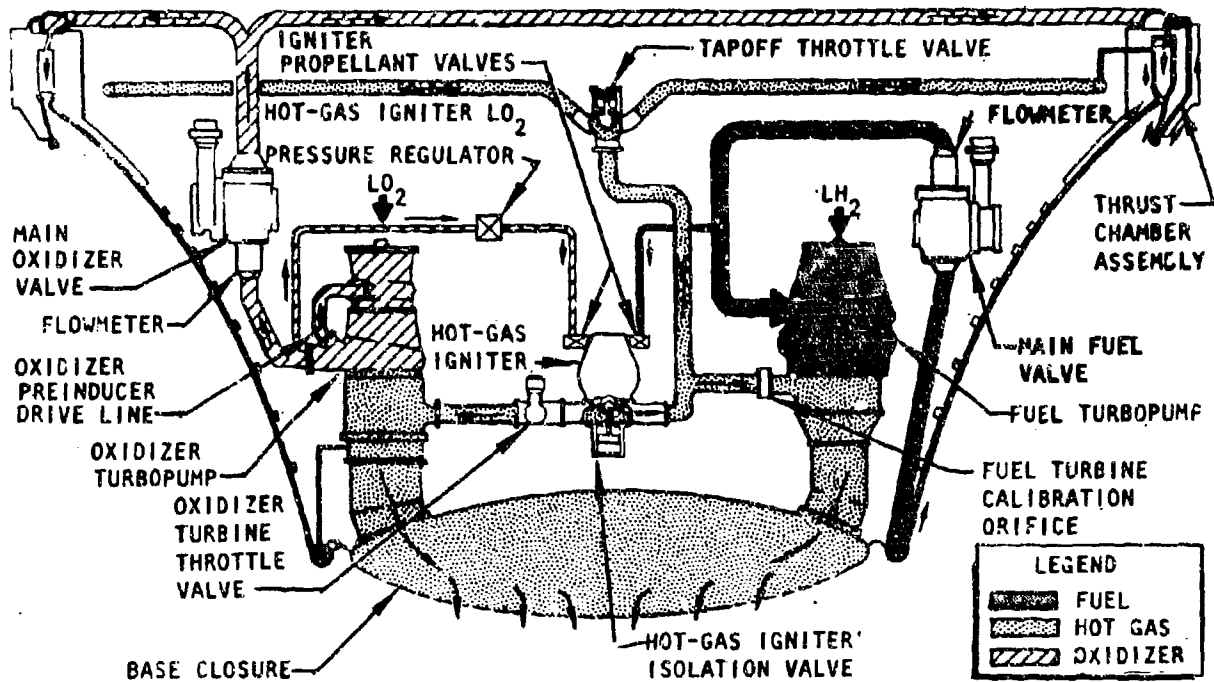 IGNITER
PROPELLANT VALVES
TAPOFF THROTTLE VALVE
HOT-GAS IGNITER LO2
PRESSURE REGULATOR
FLOWMETER
LO2
LH2
THRUST
CHAMBER
ASSEMBLY
MAIN
OXIDIZER
VALVE
FLOWMETER
HOT-GAS
IGNITER
OXIDIZER
PREINDUCER
DRIVE LINE
MAIN FUEL
VALVE
FUEL TURBOPUMP
OXIDIZER
TURBOPUMP
OXIDIZER
TURBINE
THROTTLE
VALVE
FUEL TURBINE
CALIBRATION
ORIFICE
BASE CLOSURE
HOT-GAS IGNITER
ISOLATION VALVE
LEGEND
FUEL
HOT GAS
OXIDIZER